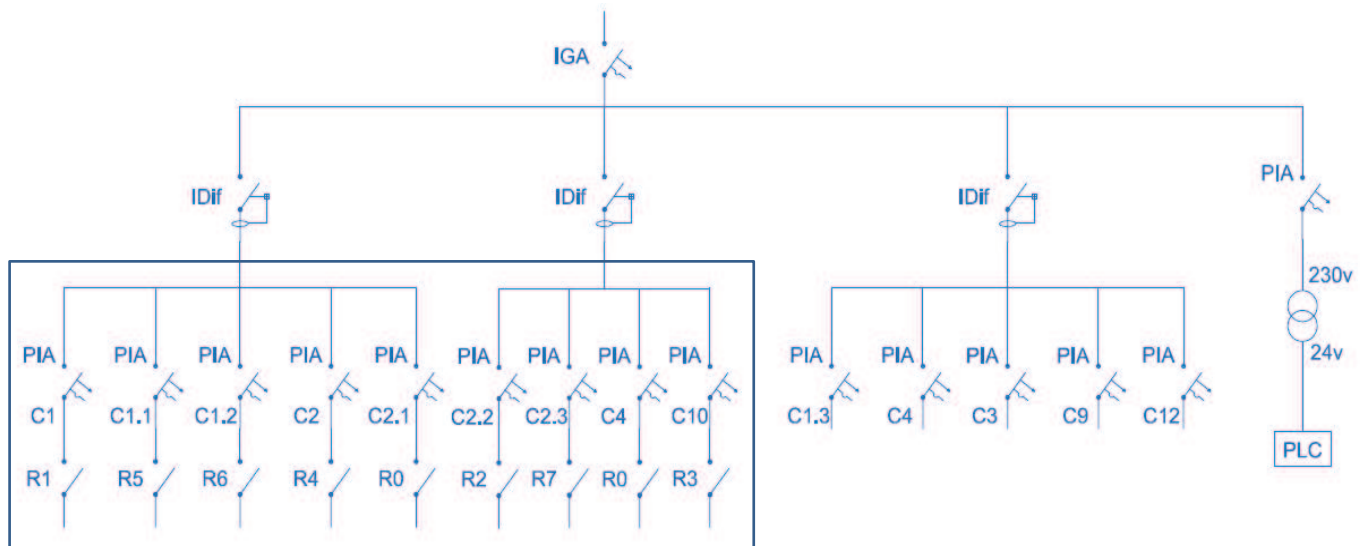 IGA
IDif IDif IDif PIA
230v
24v
PIA PIA PIA PIA PIA PIA PIA PIA PIA PIA PIA PIA PIA PIA
C1 C1.1 C1.2 C2 C2.1 C2.2 C2.3 C4 C10 C1.3 C4 C3 C9 C12
R1 R5 R6 R4 R0 R2 R7 R0 R3
PLC